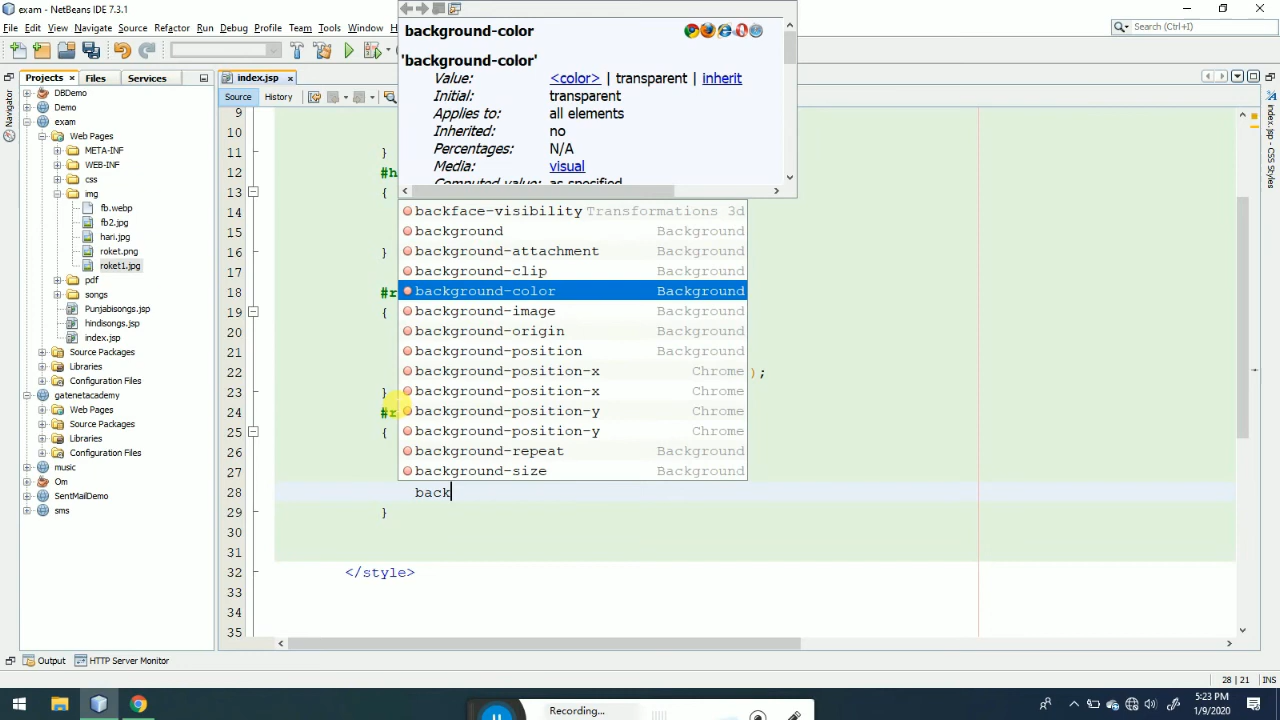 exam - NetBeans IDE 7.3.1
File Edit View Navigate Source Refactor Run Debug Profile Team Tools Window
Search (Ctrl+I)
Projects Files Services
index.jsp
Source History
Navigator
index.jsp - Styles
DBDemo
Demo
exam
Web Pages
META-INF
WEB-INF
css
img
fb.webp
fb2.jpg
hari.jpg
roket.png
roket1.jpg
pdf
songs
Punjabisongs.jsp
hindisongs.jsp
index.jsp
Source Packages
Libraries
Configuration Files
gatenetacademy
Web Pages
Source Packages
Libraries
Configuration Files
music
Om
SentMailDemo
sms
background-color
'background-color'
Value: <color> | transparent | inherit
Initial: transparent
Applies to: all elements
Inherited: no
Percentages: N/A
Media: visual
Computed value: as specified
backface-visibility Transformations 3d
background Background
background-attachment Background
background-clip Background
background-color Background
background-image Background
background-origin Background
background-position Background
background-position-x Chrome
background-position-x Chrome
background-position-y Chrome
background-position-y Chrome
background-repeat Background
background-size Background
9
10
11 }
12 #h
13 {
14
15
16 }
17
18 #r
19 {
20
21
22 );
23 }
24 #r
25 {
26
27
28 back
29 }
30
31
32 </style>
33
34
35
Output HTTP Server Monitor
28 | 21 INS
Recording...
5:23 PM
1/9/2020